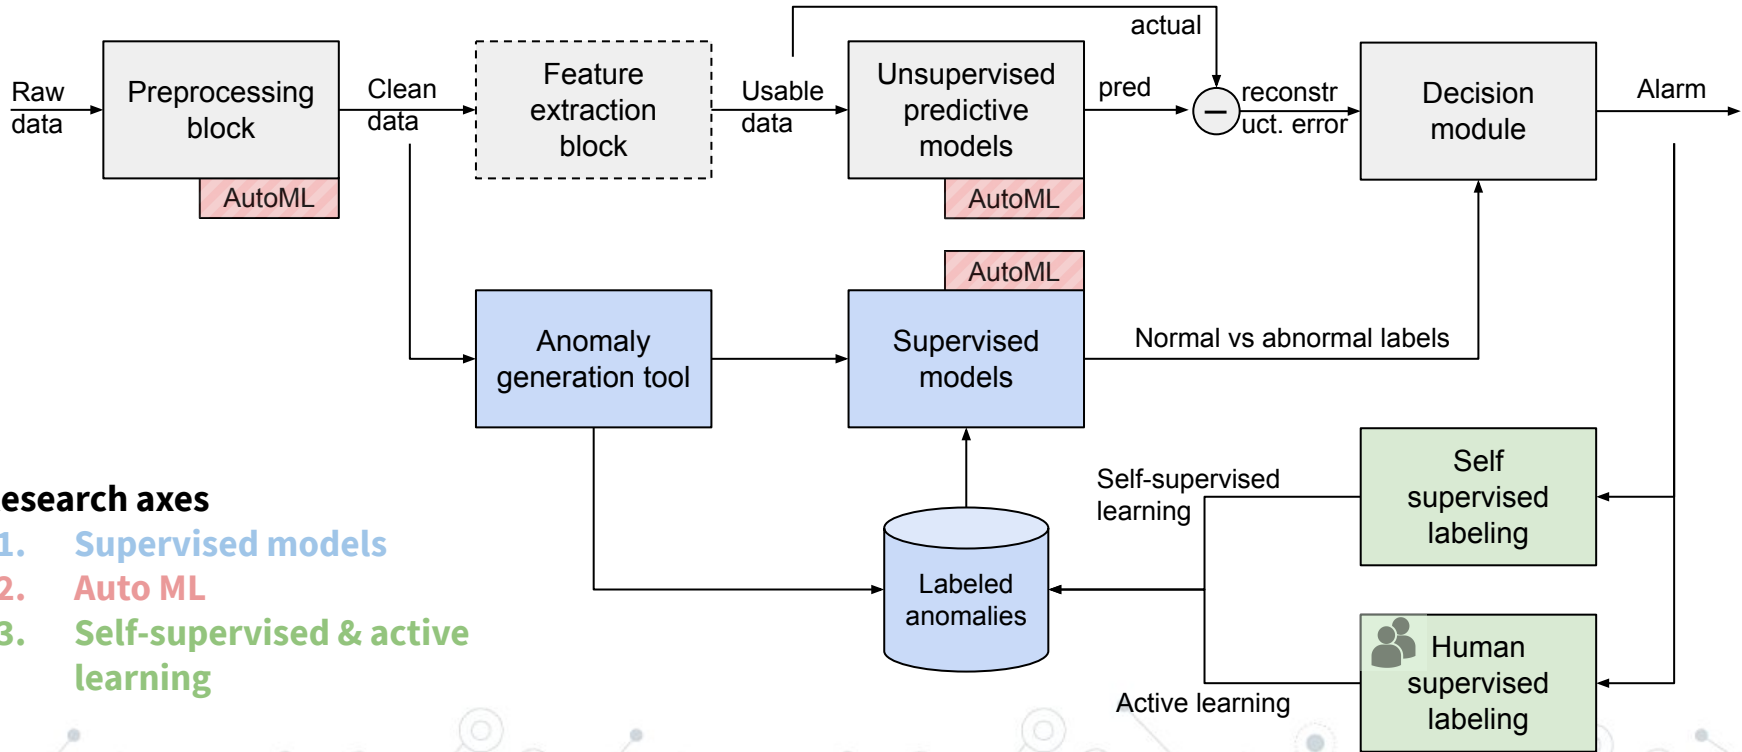 actual
Raw
data
Preprocessing
block
AutoML
Clean
data
Feature
extraction
block
Usable
data
Unsupervised
predictive
models
AutoML
pred
−
reconstr
uct. error
Decision
module
Alarm
AutoML
Anomaly
generation tool
Supervised
models
Normal vs abnormal labels
Self-supervised
learning
Self
supervised
labeling
Labeled
anomalies
Human
supervised
labeling
Active learning
esearch axes
1. Supervised models
2. Auto ML
3. Self-supervised & active
learning